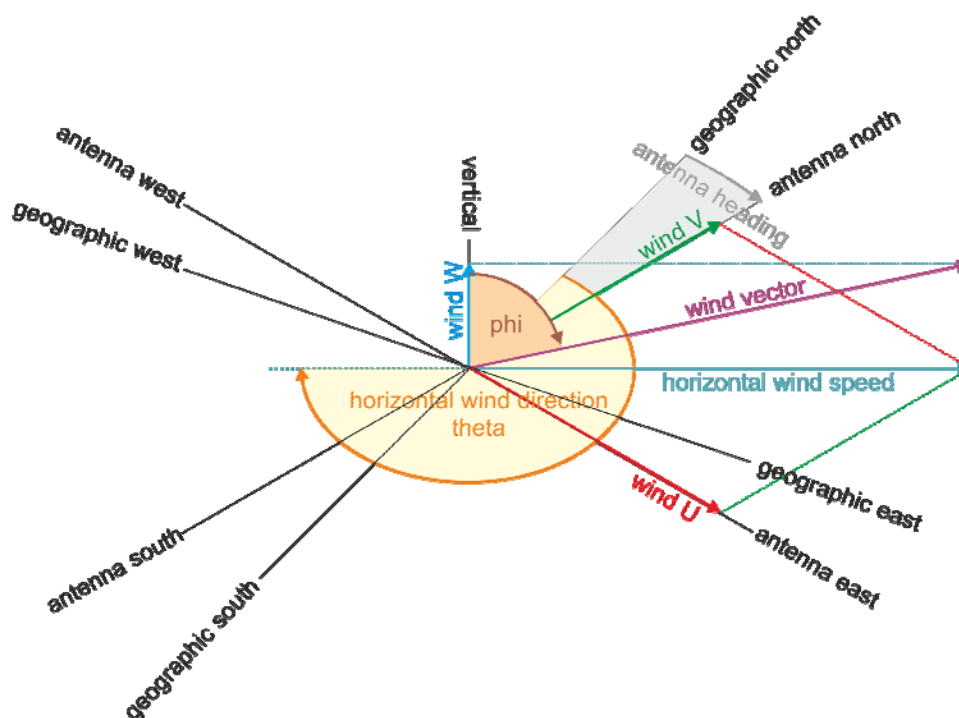 geographic north
antenna north
antenna heading
antenna west
geographic west
vertical
wind V
wind W
wind vector
phi
horizontal wind speed
horizontal wind direction
theta
wind U
geographic east
antenna east
antenna south
geographic south